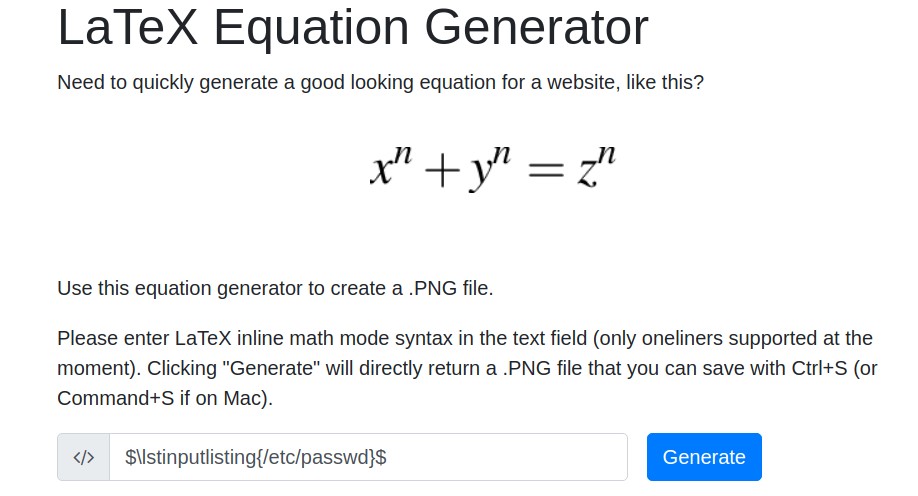 LaTeX Equation Generator
Need to quickly generate a good looking equation for a website, like this?
xⁿ + yⁿ = zⁿ
Use this equation generator to create a .PNG file.
Please enter LaTeX inline math mode syntax in the text field (only oneliners supported at the
moment). Clicking "Generate" will directly return a .PNG file that you can save with Ctrl+S (or
Command+S if on Mac).
</> $\lstinputlisting{/etc/passwd}$ Generate